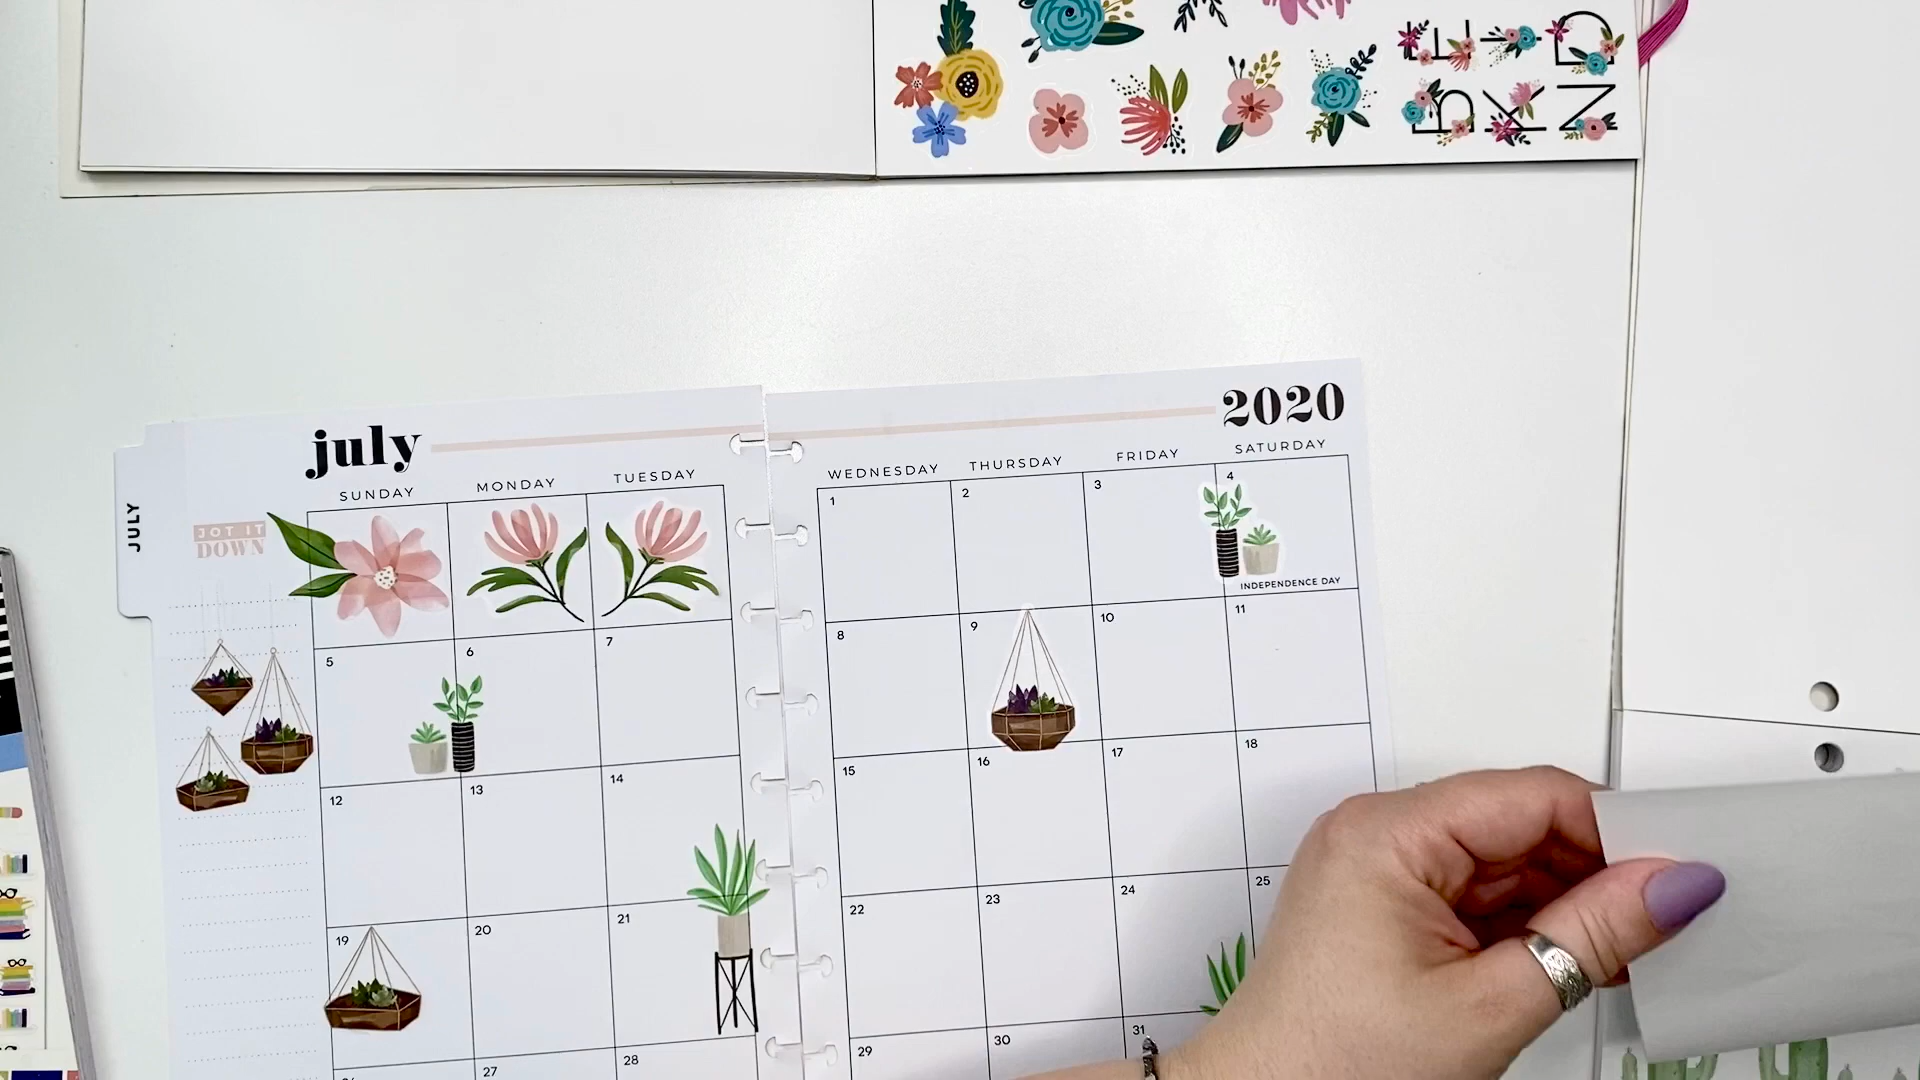 B F I D
B K N
july
2020
SUNDAY MONDAY TUESDAY WEDNESDAY THURSDAY FRIDAY SATURDAY
JULY
JOT IT
DOWN
1 2 3 4
INDEPENDENCE DAY
5 6 7 8 9 10 11
12 13 14 15 16 17 18
19 20 21 22 23 24 25
27 28 29 30 31